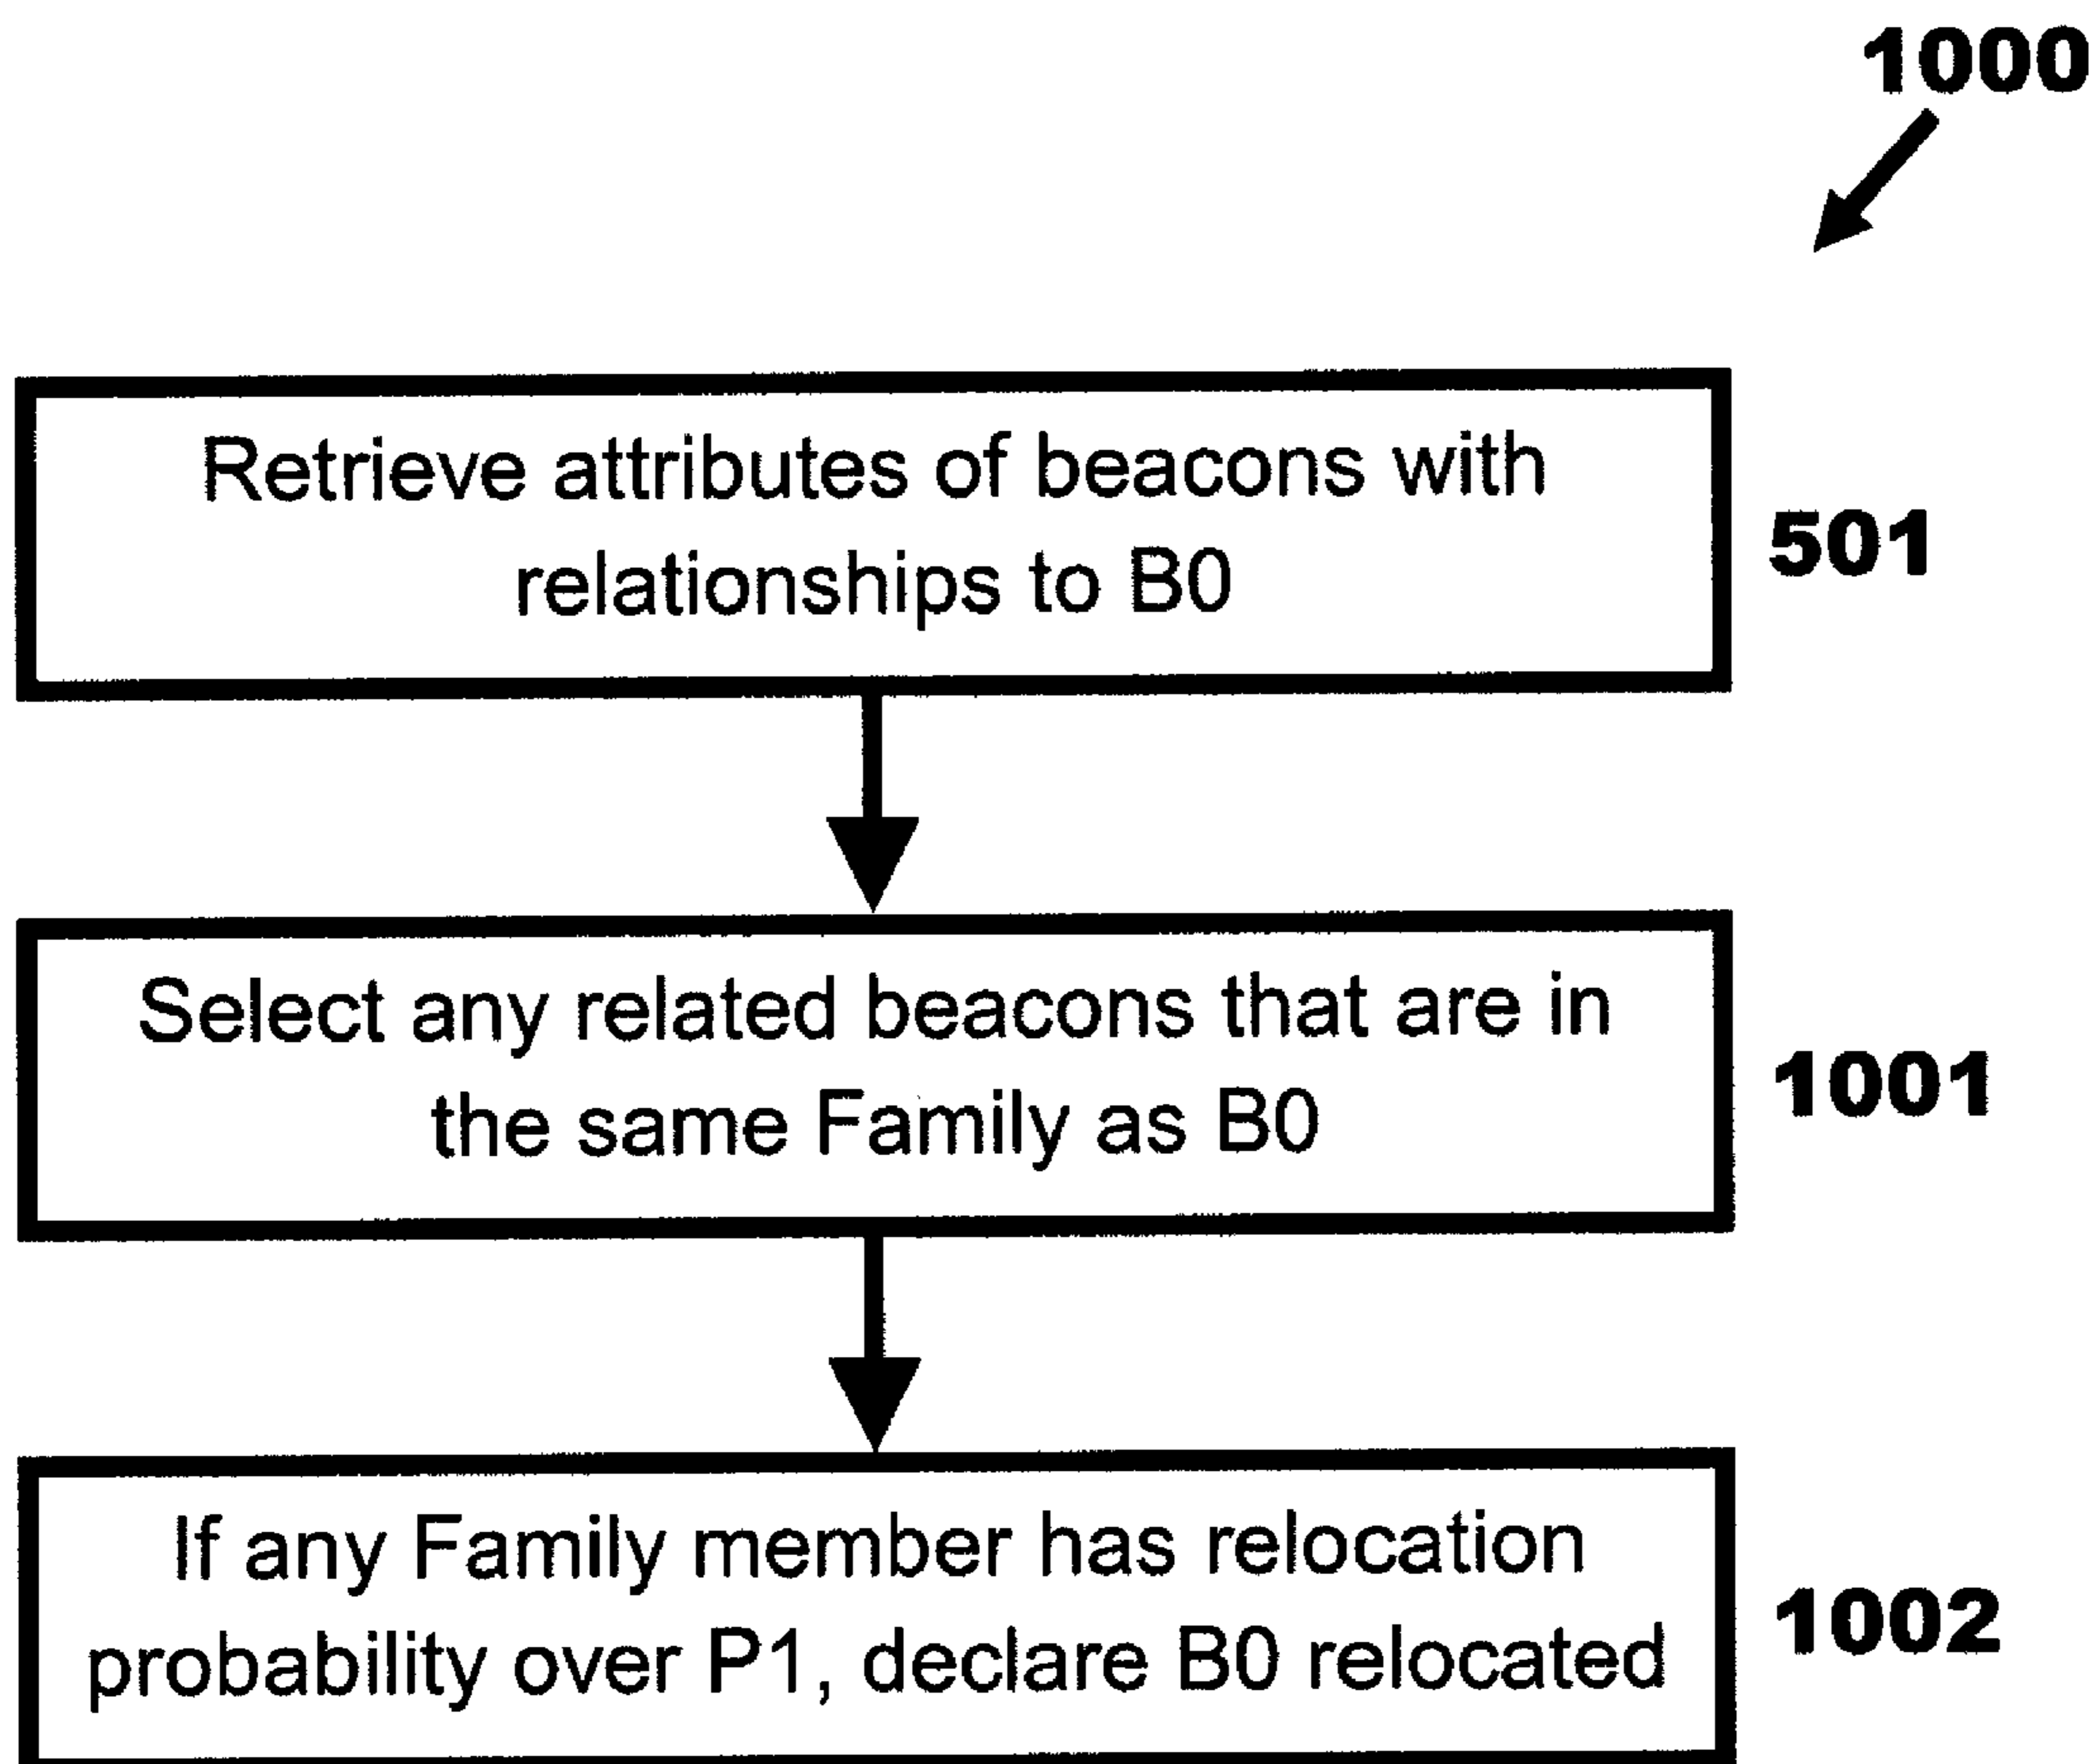 1000
Retrieve attributes of beacons with
relationships to B0
501
Select any related beacons that are in
the same Family as B0
1001
If any Family member has relocation
probability over P1, declare B0 relocated
1002